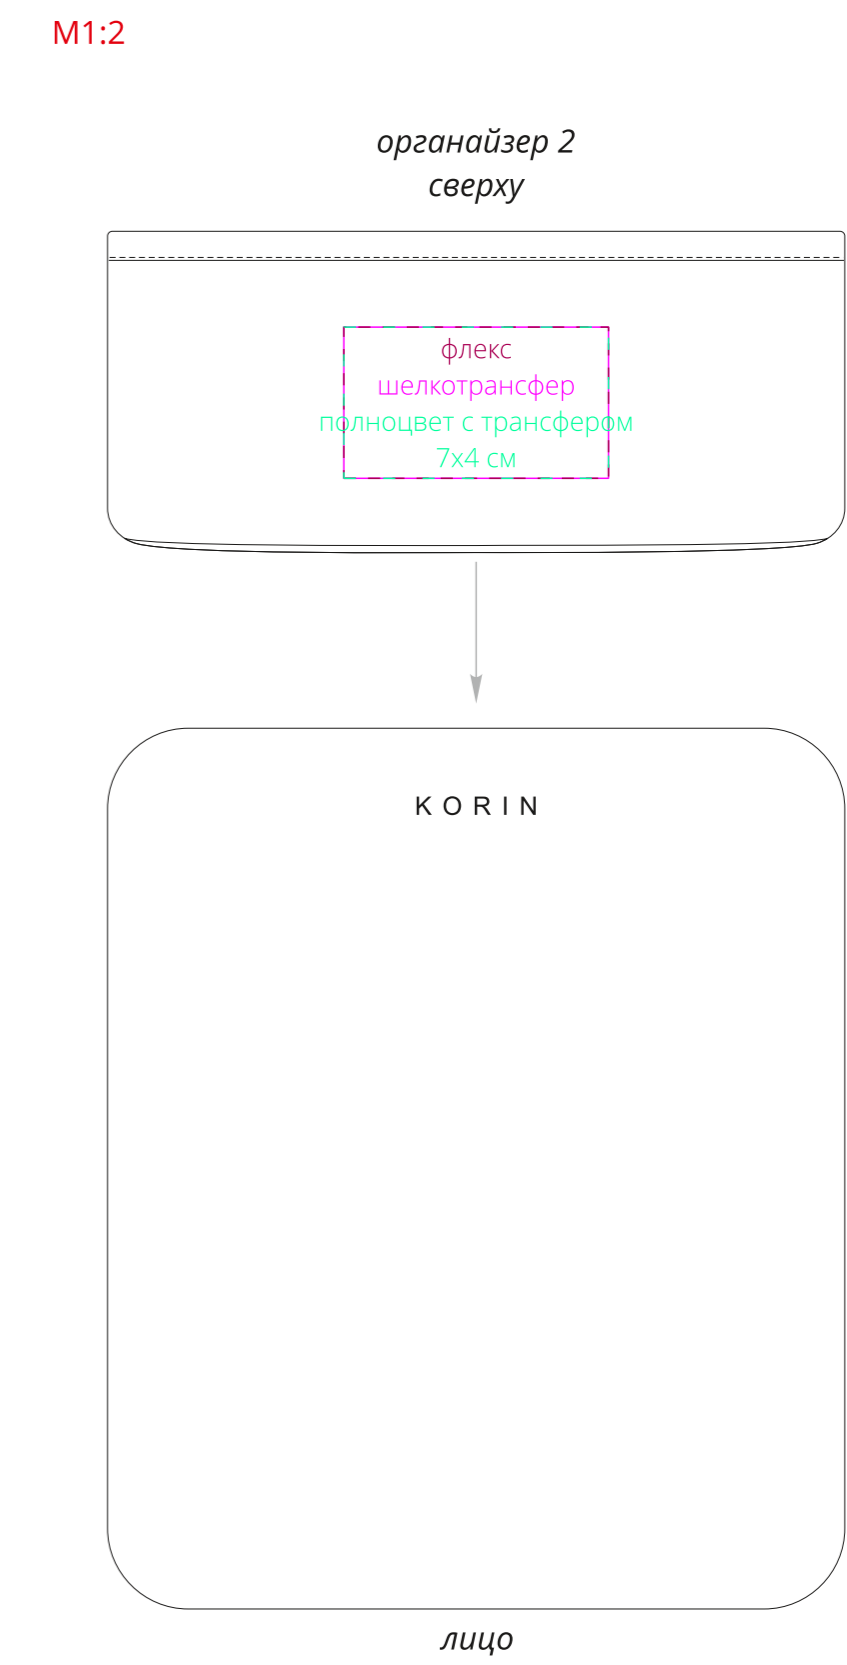 М1:2
органайзер 2
сверху
флекс
шелкотрансфер
полноцвет с трансфером
7х4 см
KORIN
лицо